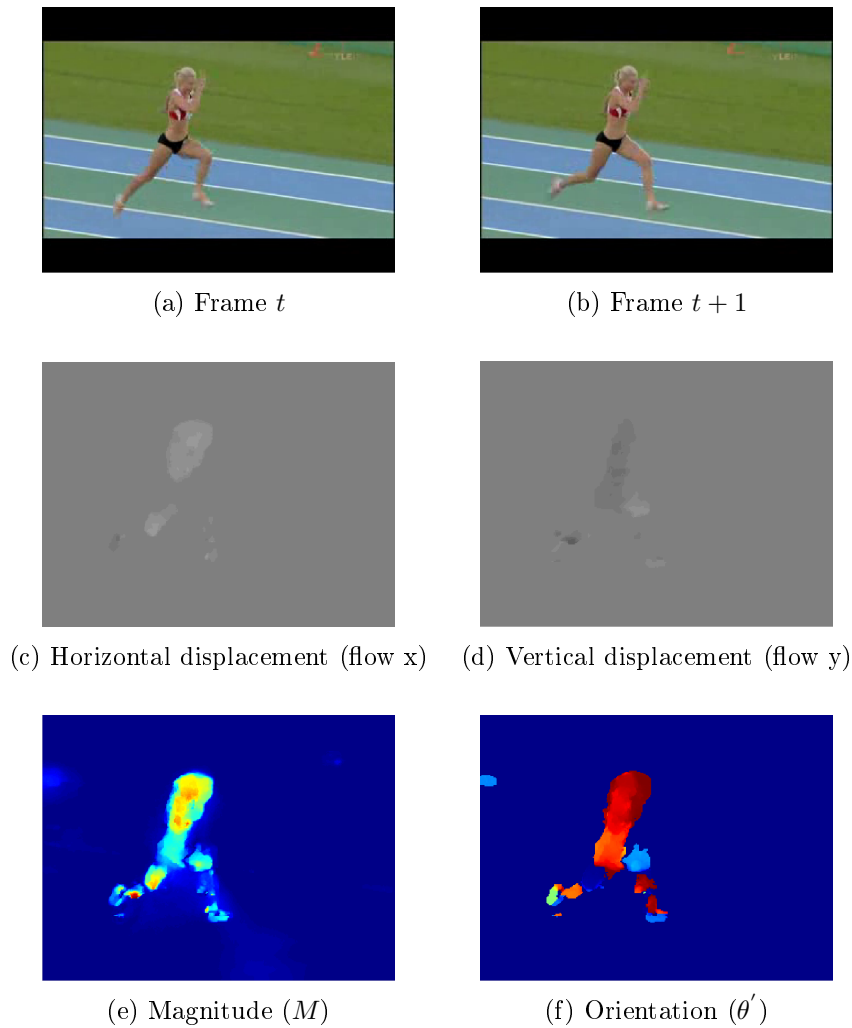 (a) Frame t
(b) Frame t + 1
(c) Horizontal displacement (flow x)
(d) Vertical displacement (flow y)
(e) Magnitude (M)
(f) Orientation (θ′)